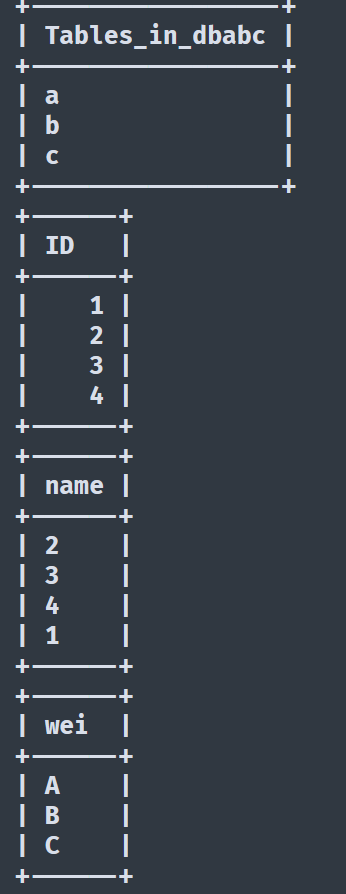 +-----------------+
| Tables_in_dbabc |
+-----------------+
| a               |
| b               |
| c               |
+-----------------+
+------+
| ID   |
+------+
|    1 |
|    2 |
|    3 |
|    4 |
+------+
+------+
| name |
+------+
| 2    |
| 3    |
| 4    |
| 1    |
+------+
+------+
| wei  |
+------+
| A    |
| B    |
| C    |
+------+